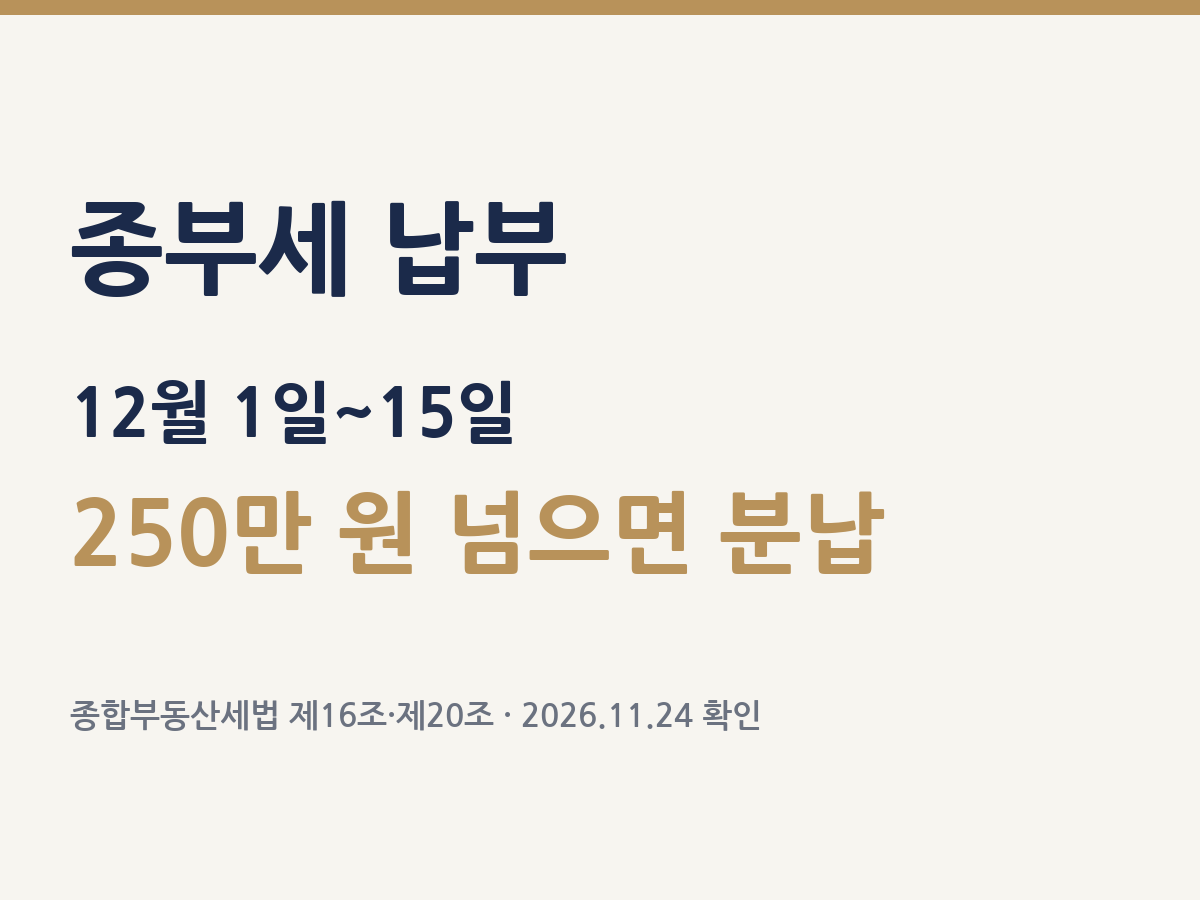 종부세 납부
12월 1일~15일
250만 원 넘으면 분납
종합부동산세법 제16조·제20조 · 2026.11.24 확인